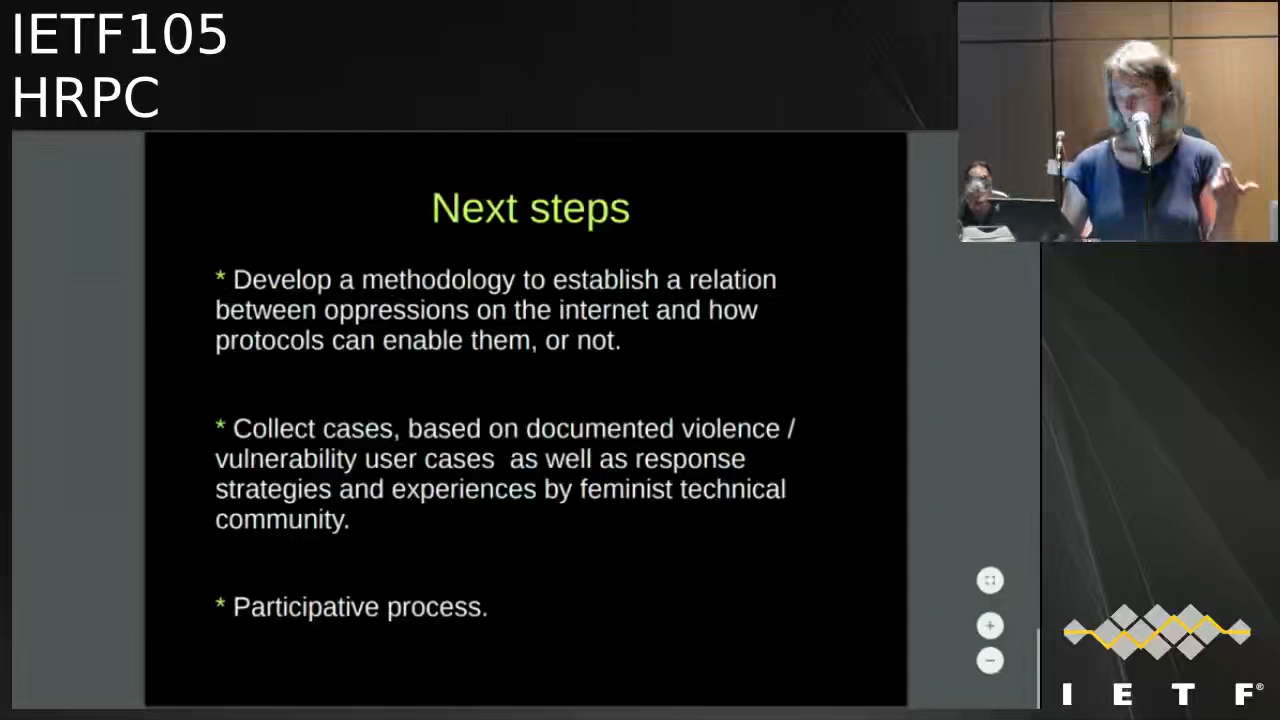 IETF105
HRPC
Next steps
* Develop a methodology to establish a relation
between oppressions on the internet and how
protocols can enable them, or not.
* Collect cases, based on documented violence /
vulnerability user cases  as well as response
strategies and experiences by feminist technical
community.
* Participative process.
I E T F®